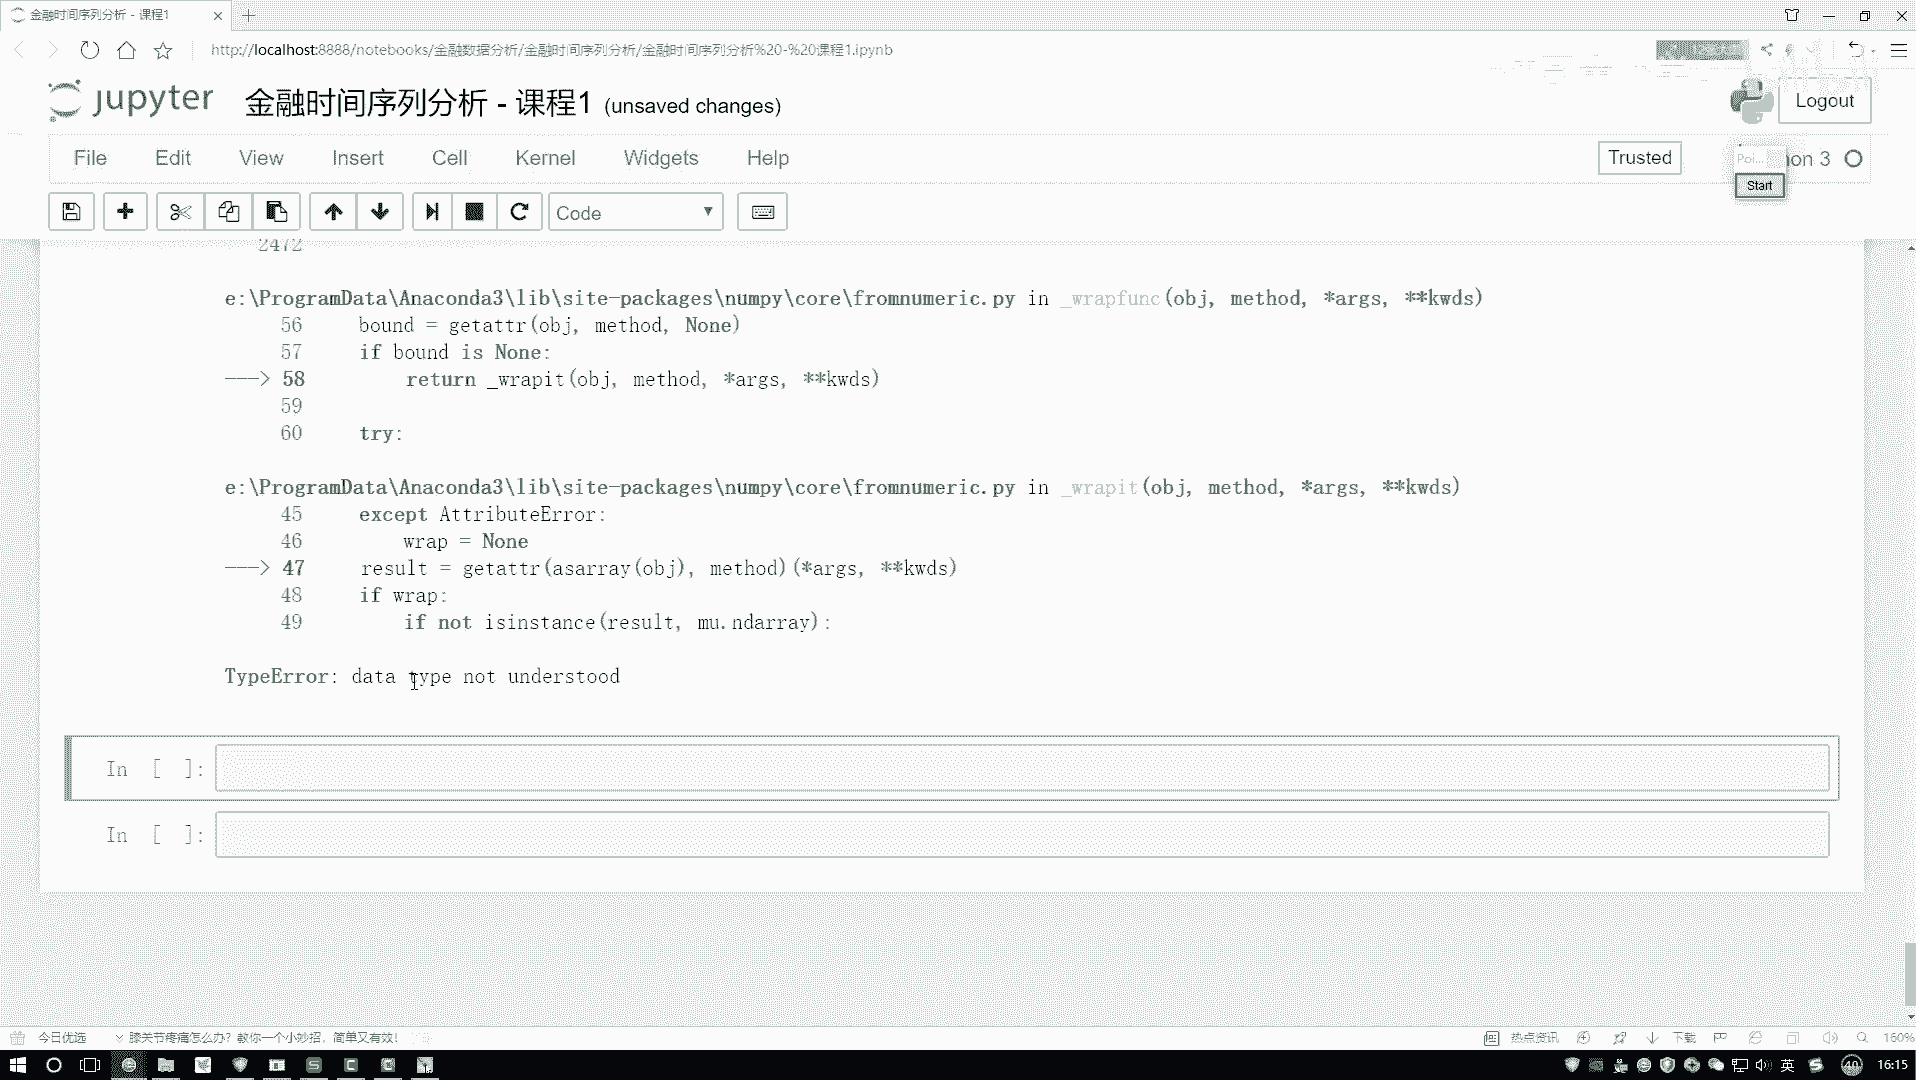 金融时间序列分析 - 课程1
http://localhost:8888/notebooks/金融数据分析/金融时间序列分析/金融时间序列分析%20-%20课程1.ipynb
jupyter 金融时间序列分析 - 课程1 (unsaved changes)
Logout
File Edit View Insert Cell Kernel Widgets Help
Trusted
Poi...
on 3
Start
Code
2472
e:\ProgramData\Anaconda3\lib\site-packages\numpy\core\fromnumeric.py in _wrapfunc(obj, method, *args, **kwds)
56 bound = getattr(obj, method, None)
57 if bound is None:
---> 58 return _wrapit(obj, method, *args, **kwds)
59
60 try:
e:\ProgramData\Anaconda3\lib\site-packages\numpy\core\fromnumeric.py in _wrapit(obj, method, *args, **kwds)
45 except AttributeError:
46 wrap = None
---> 47 result = getattr(asarray(obj), method)(*args, **kwds)
48 if wrap:
49 if not isinstance(result, mu.ndarray):
TypeError: data type not understood
In [ ]:
In [ ]:
今日优选
膝关节疼痛怎么办? 教你一个小妙招, 简单又有效!
热点资讯
下载
160%
英
40
16:15